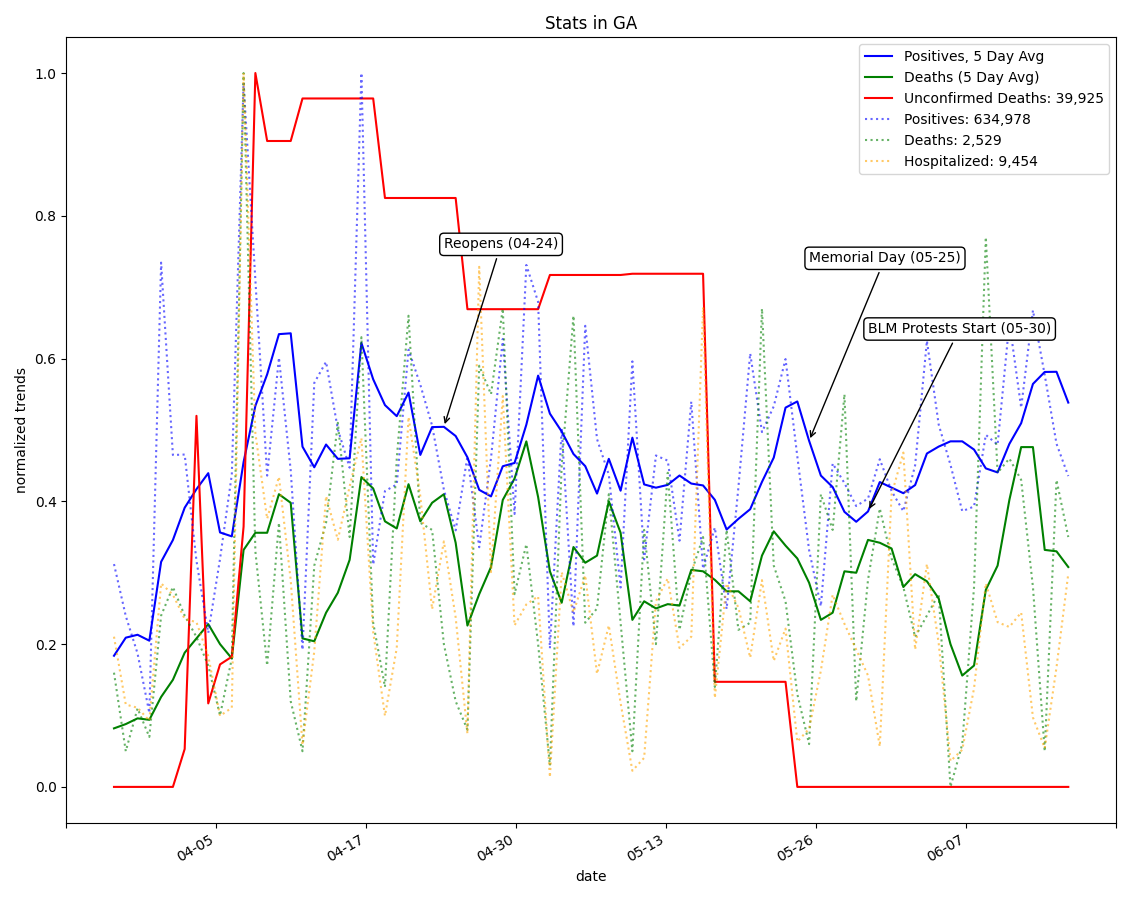 Stats in GA
Positives, 5 Day Avg
Deaths (5 Day Avg)
Unconfirmed Deaths: 39,925
Positives: 634,978
Deaths: 2,529
Hospitalized: 9,454
Reopens (04-24)
Memorial Day (05-25)
BLM Protests Start (05-30)
normalized trends
1.0
0.8
0.6
0.4
0.2
0.0
04-05
04-17
04-30
05-13
05-26
06-07
date